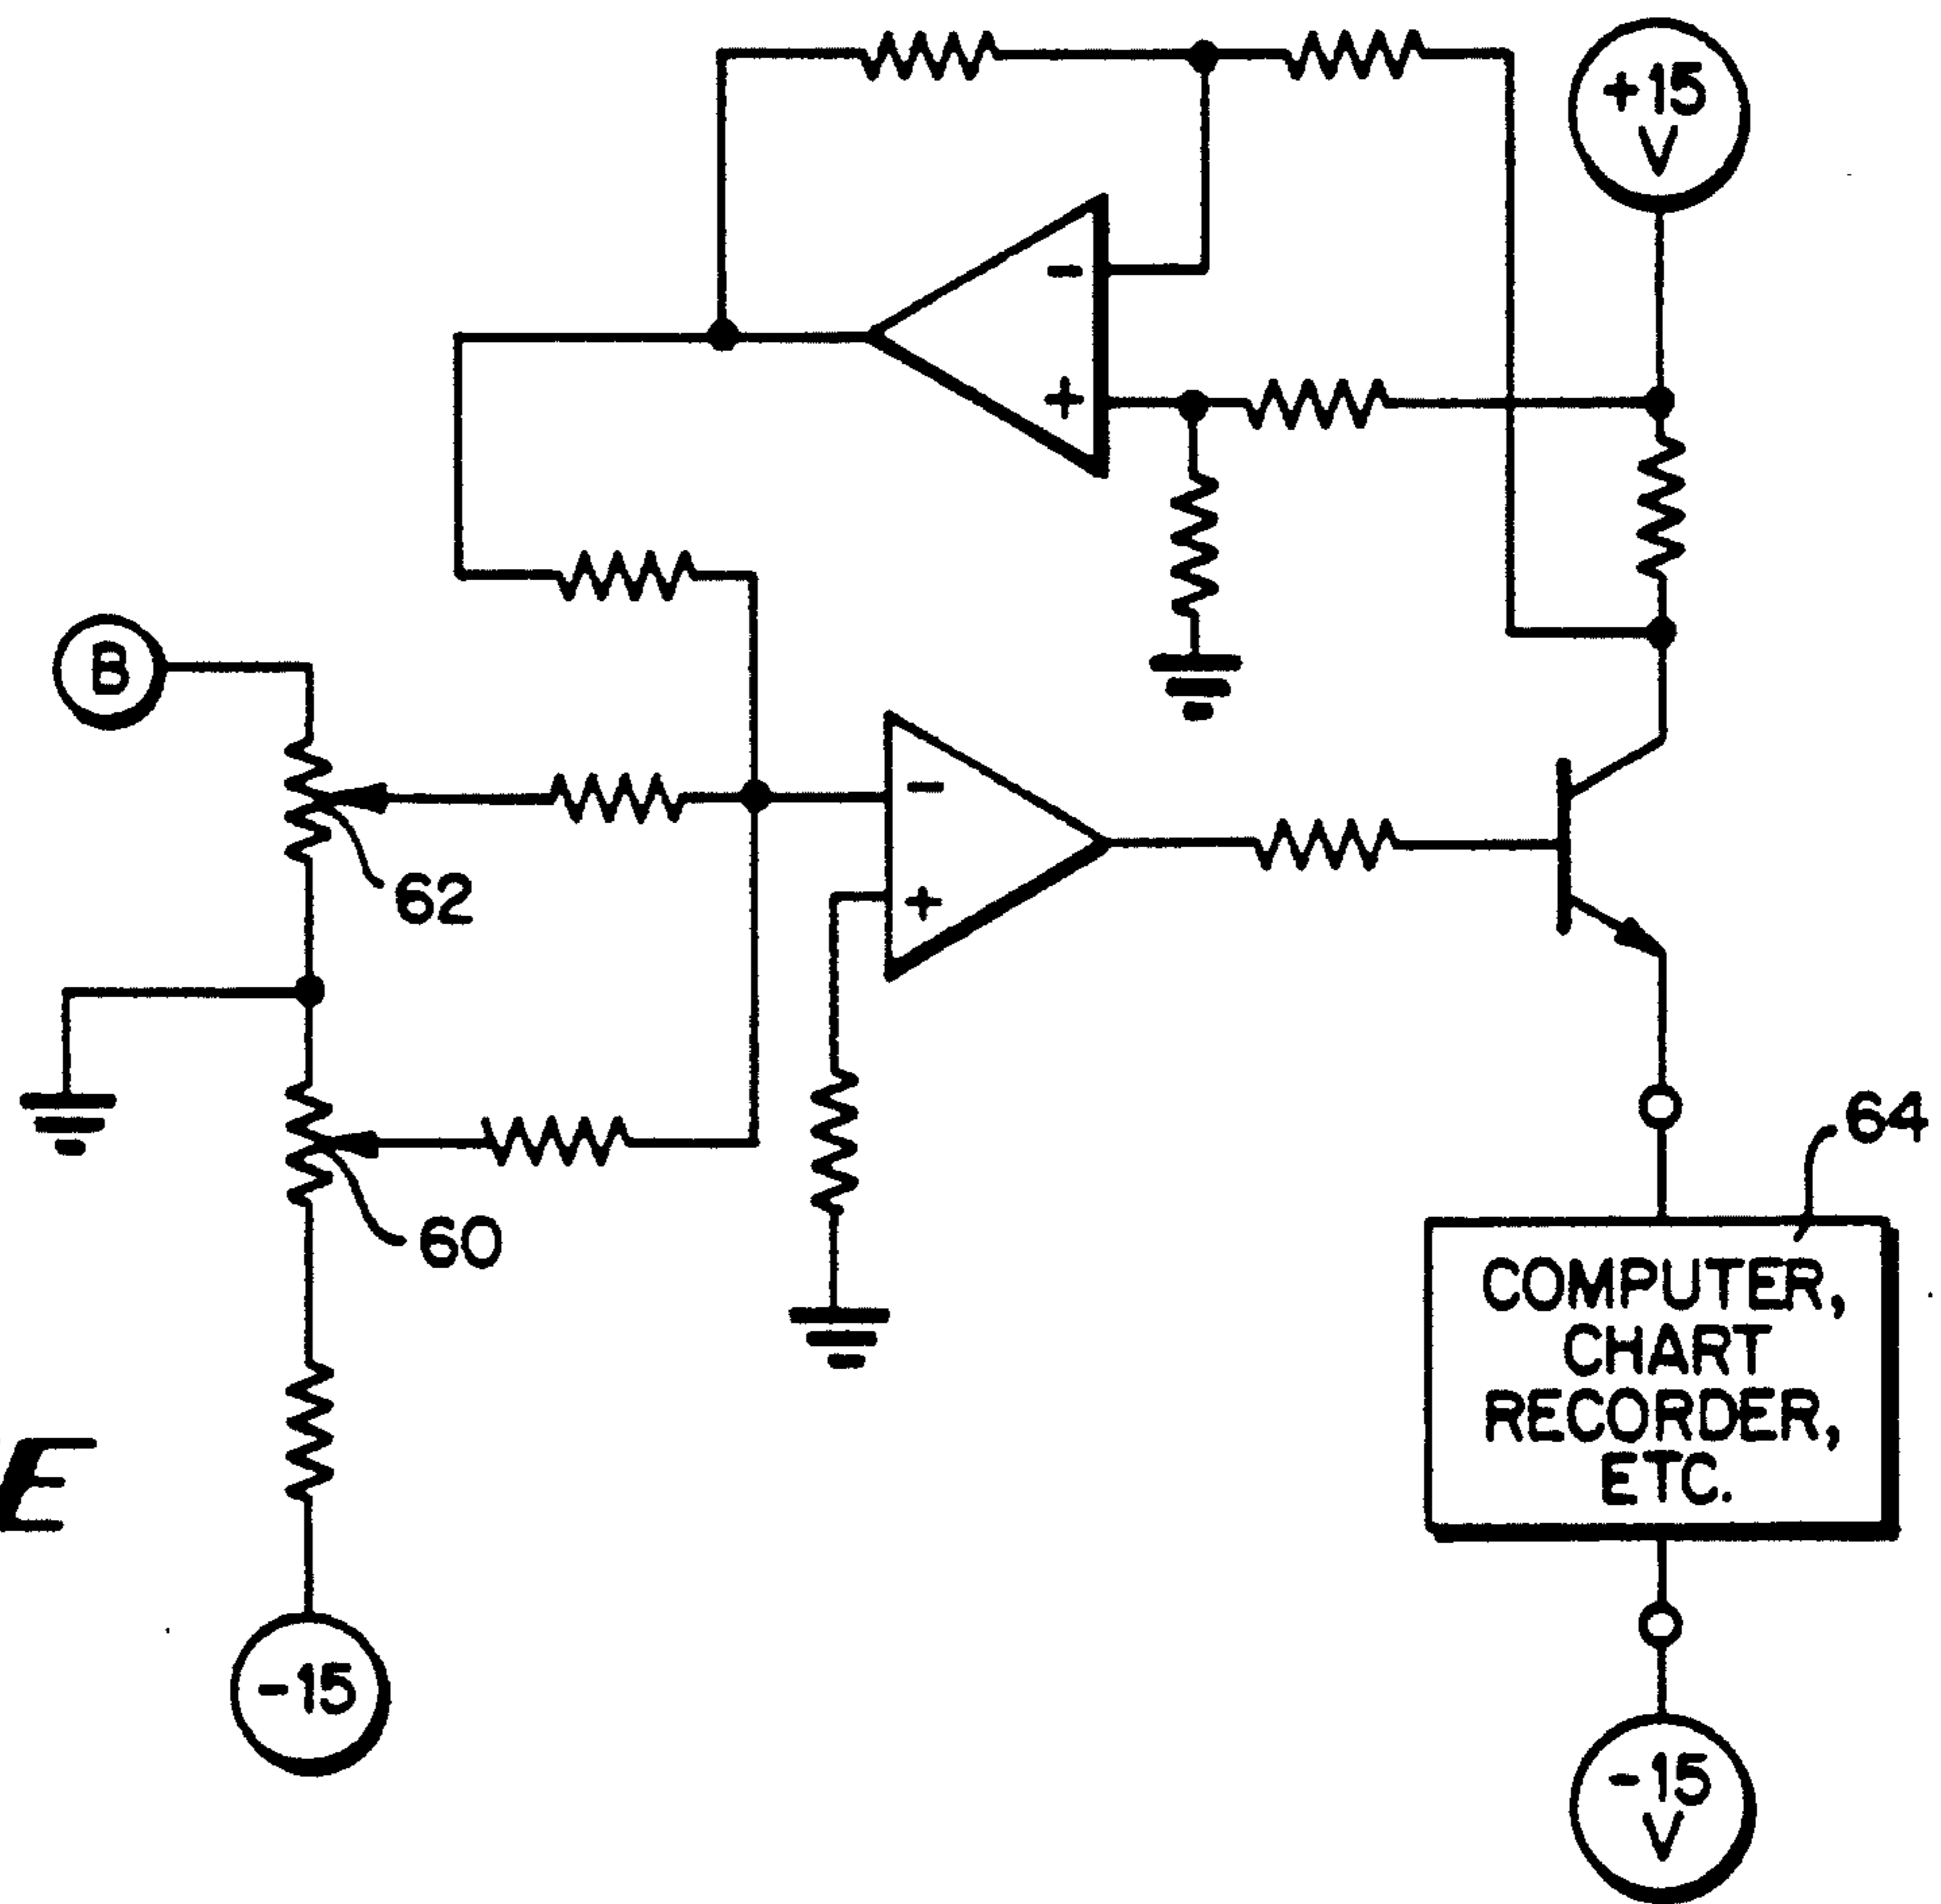 +15
V
-
+
B
-
+
62
60
64
COMPUTER,
CHART
RECORDER,
ETC.
E
-15
-15
V